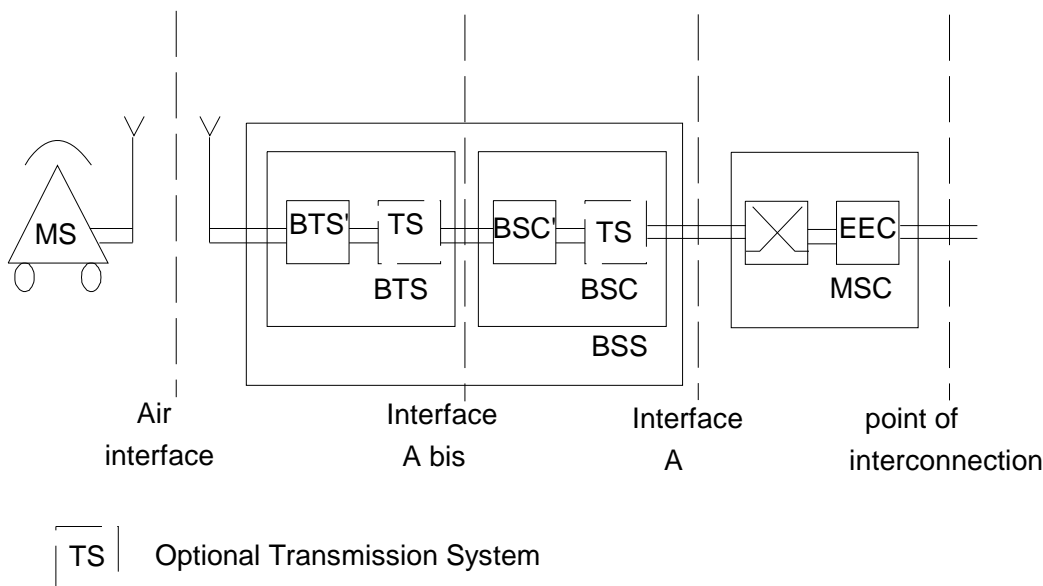 MS
BTS'
TS
BSC'
TS
EEC
BTS
BSC
MSC
BSS
Air
interface
Interface
A bis
Interface
A
point of
interconnection
TS Optional Transmission System